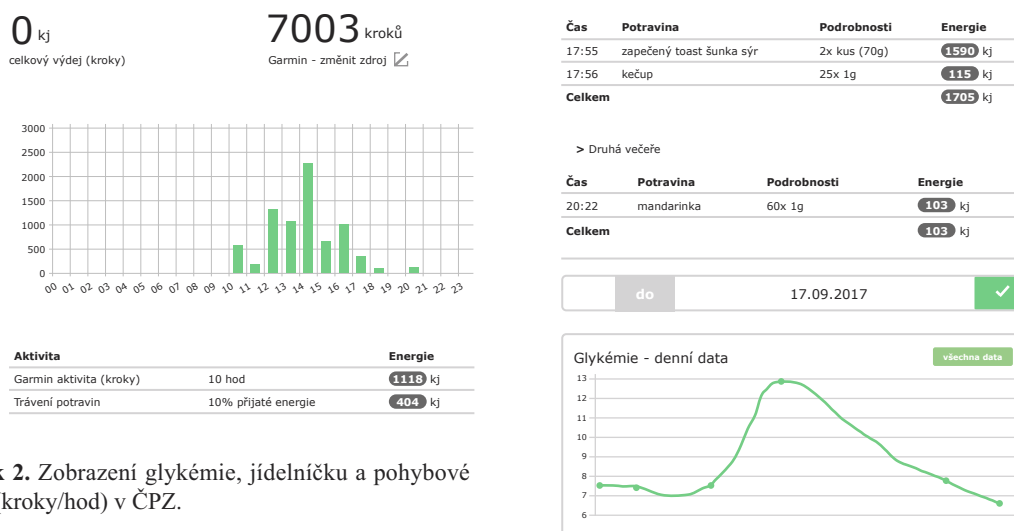 0 kj
celkový výdej (kroky)
7003 kroků
Garmin - změnit zdroj
3000
2500
2000
1500
1000
500
0
00 01 02 03 04 05 06 07 08 09 10 11 12 13 14 15 16 17 18 19 20 21 22 23
Aktivita Energie
Garmin aktivita (kroky) 10 hod 1118 kj
Trávení potravin 10% přijaté energie 404 kj
k 2. Zobrazení glykémie, jídelníčku a pohybové
(kroky/hod) v ČPZ.
Čas Potravina Podrobnosti Energie
17:55 zapečený toast šunka sýr 2x kus (70g) 1590 kj
17:56 kečup 25x 1g 115 kj
Celkem 1705 kj
> Druhá večeře
Čas Potravina Podrobnosti Energie
20:22 mandarinka 60x 1g 103 kj
Celkem 103 kj
do 17.09.2017
Glykémie - denní data všechna data
13
12
11
10
9
8
7
6